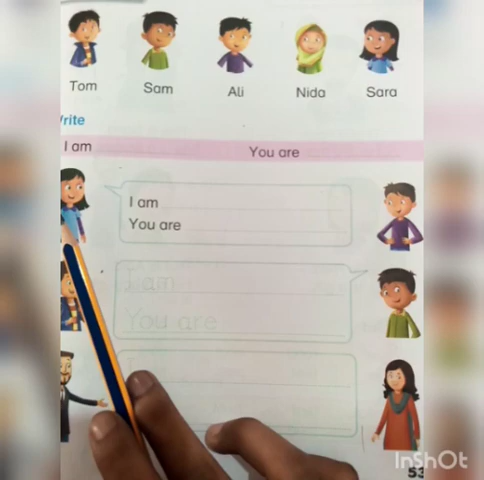 Tom Sam Ali Nida Sara
rite
I am You are
I am
You are
I am
You are
I
53
InShOt